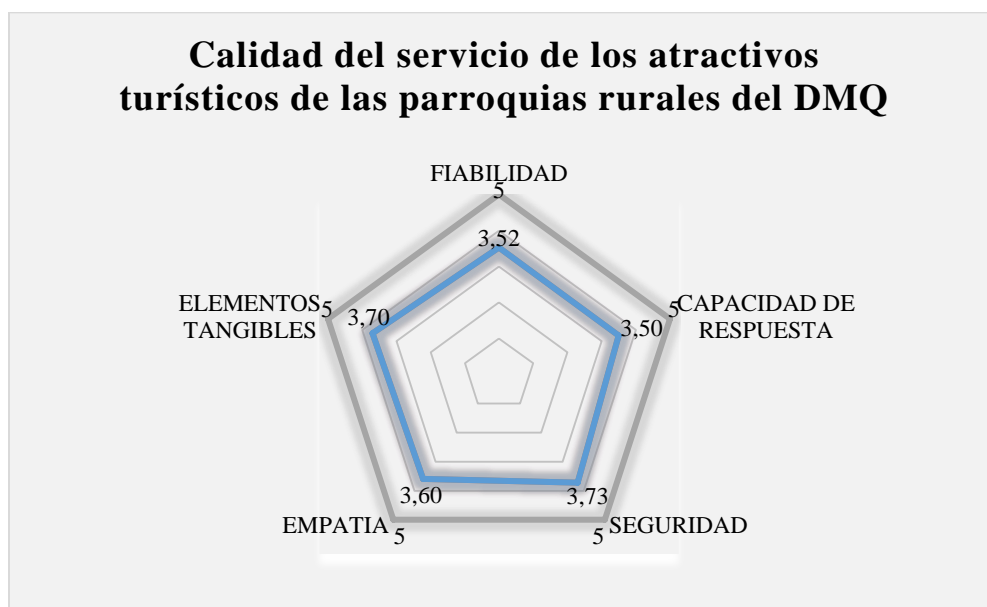 Calidad del servicio de los atractivos
turísticos de las parroquias rurales del DMQ
FIABILIDAD
5
3,52
ELEMENTOS
TANGIBLES
5
3,70
5
CAPACIDAD DE
RESPUESTA
3,50
3,60
3,73
EMPATIA
5
5
SEGURIDAD